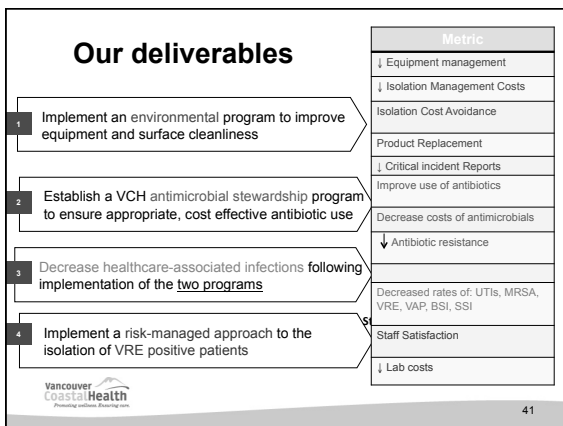 Our deliverables
Metric
↓ Equipment management
↓ Isolation Management Costs
Isolation Cost Avoidance
Product Replacement
↓ Critical incident Reports
Improve use of antibiotics
Decrease costs of antimicrobials
↓ Antibiotic resistance
Decreased rates of: UTIs, MRSA,
VRE, VAP, BSI, SSI
Staff Satisfaction
↓ Lab costs
1
Implement an environmental program to improve
equipment and surface cleanliness
2
Establish a VCH antimicrobial stewardship program
to ensure appropriate, cost effective antibiotic use
3
Decrease healthcare-associated infections following
implementation of the two programs
4
Implement a risk-managed approach to the
isolation of VRE positive patients
Vancouver
CoastalHealth
Promoting wellness. Ensuring care.
41